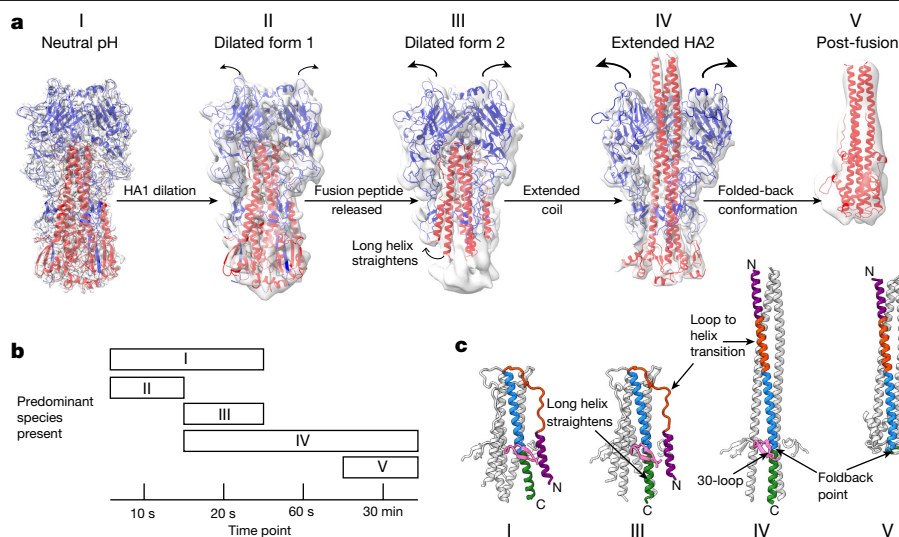 a
I II III IV V
Neutral pH Dilated form 1 Dilated form 2 Extended HA2 Post-fusion
HA1 dilation
Fusion peptide
released
Extended
coil
Folded-back
conformation
Long helix
straightens
b
Predominant
species
present
I
II
III
IV
V
10 s 20 s 60 s 30 min
Time point
c
N
Loop to
helix
transition
N
Long helix
straightens
30-loop
Foldback
point
N
C
N
C
C
I III IV V